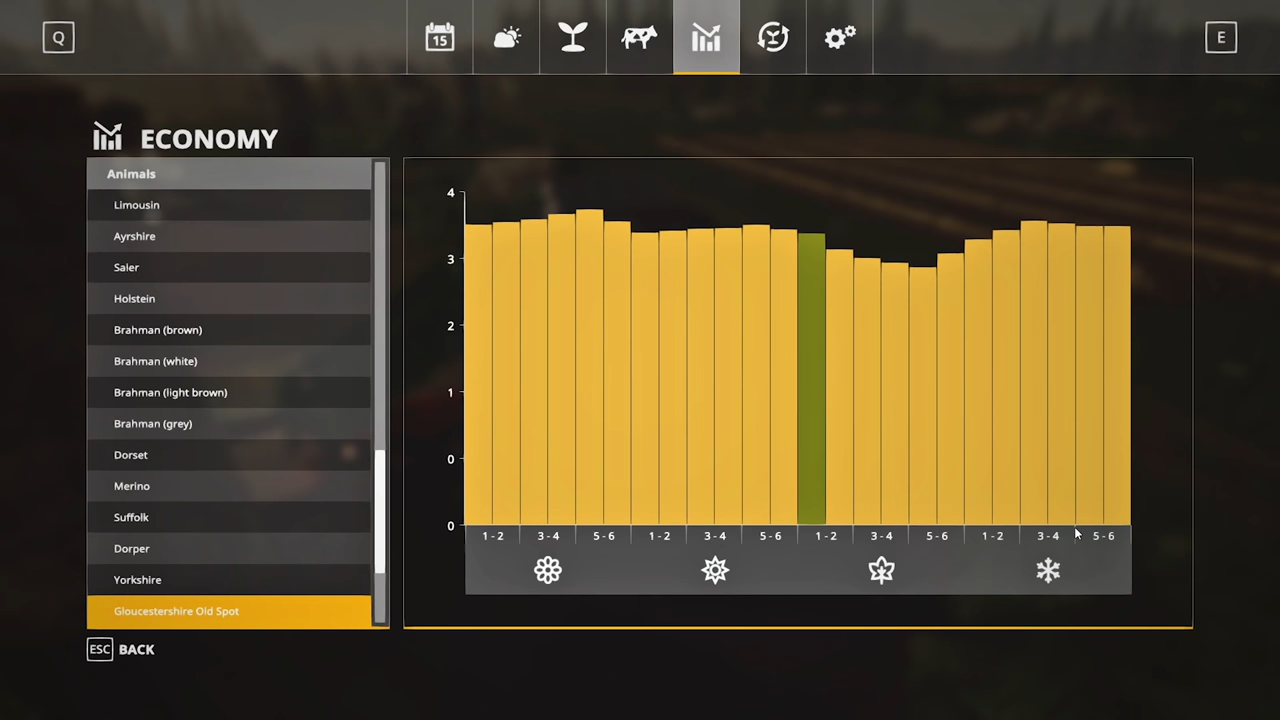 Q
15
E
ECONOMY
Animals
Limousin
Ayrshire
Saler
Holstein
Brahman (brown)
Brahman (white)
Brahman (light brown)
Brahman (grey)
Dorset
Merino
Suffolk
Dorper
Yorkshire
Gloucestershire Old Spot
4
3
2
1
0
0
1 - 2 3 - 4 5 - 6 1 - 2 3 - 4 5 - 6 1 - 2 3 - 4 5 - 6 1 - 2 3 - 4 5 - 6
ESC BACK